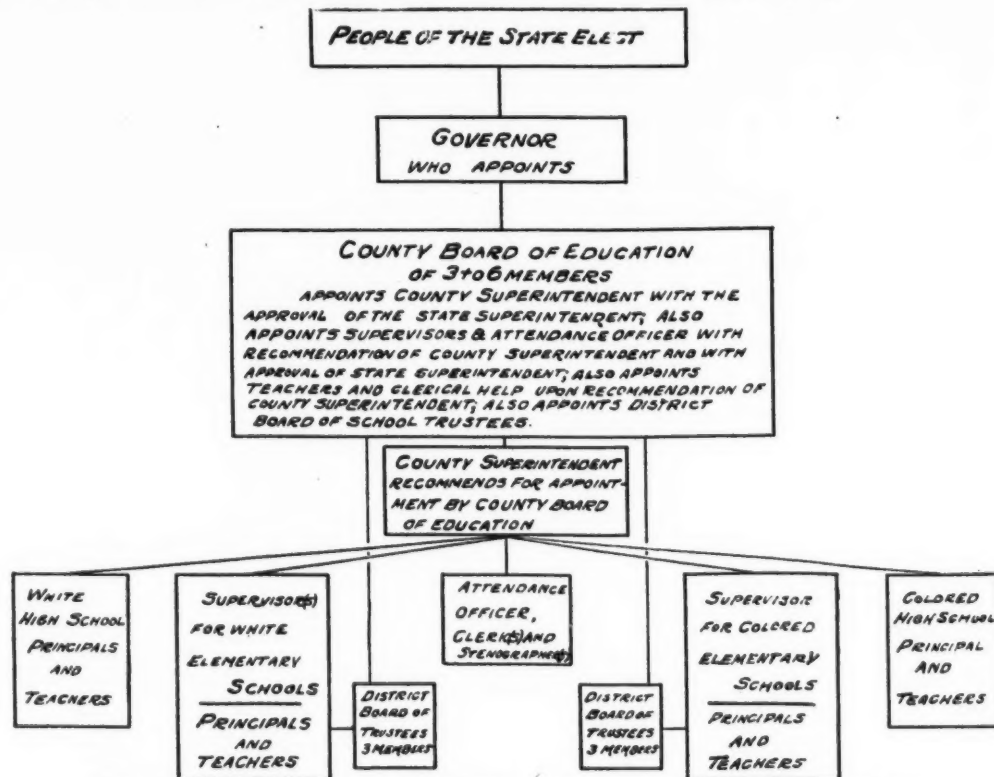 PEOPLE OF THE STATE ELECT
GOVERNOR
WHO APPOINTS
COUNTY BOARD OF EDUCATION
OF 3 TO 6 MEMBERS
APPOINTS COUNTY SUPERINTENDENT WITH THE
APPROVAL OF THE STATE SUPERINTENDENT; ALSO
APPOINTS SUPERVISORS & ATTENDANCE OFFICER WITH
RECOMMENDATION OF COUNTY SUPERINTENDENT AND WITH
APPROVAL OF STATE SUPERINTENDENT; ALSO APPOINTS
TEACHERS AND CLERICAL HELP UPON RECOMMENDATION OF
COUNTY SUPERINTENDENT; ALSO APPOINTS DISTRICT
BOARD OF SCHOOL TRUSTEES.
COUNTY SUPERINTENDENT
RECOMMENDS FOR APPOINT-
MENT BY COUNTY BOARD
OF EDUCATION
WHITE
HIGH SCHOOL
PRINCIPALS
AND
TEACHERS
SUPERVISOR(S)
FOR WHITE
ELEMENTARY
SCHOOLS
PRINCIPALS
AND
TEACHERS
DISTRICT
BOARD OF
TRUSTEES
3 MEMBERS
ATTENDANCE
OFFICER,
CLERK(S) AND
STENOGRAPHER(S)
DISTRICT
BOARD OF
TRUSTEES
3 MEMBERS
SUPERVISOR
FOR COLORED
ELEMENTARY
SCHOOLS
PRINCIPALS
AND
TEACHERS
COLORED
HIGH SCHOOL
PRINCIPAL
AND
TEACHERS